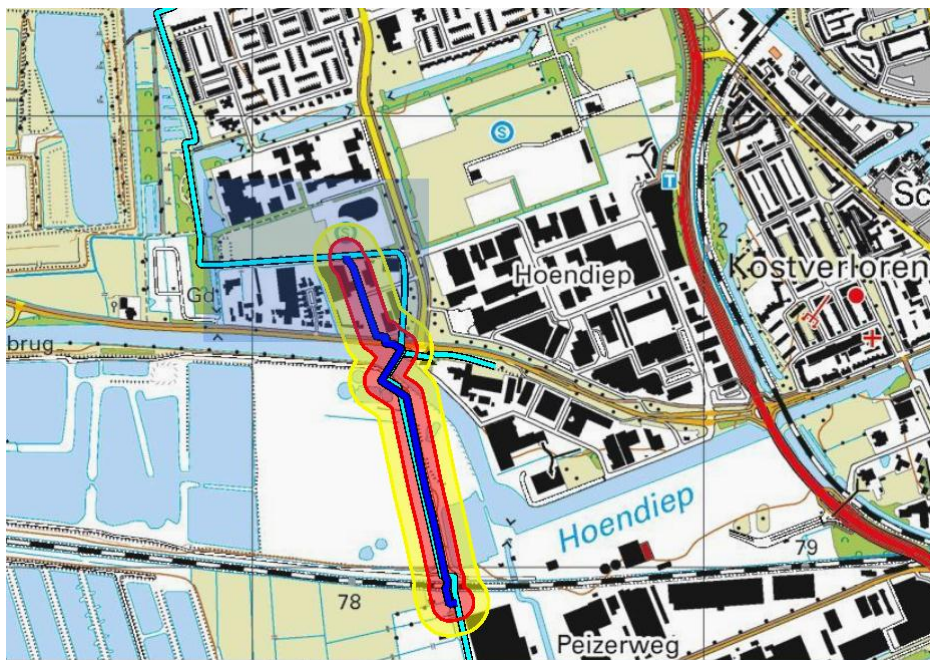 S
T
Sc
2
Kostverloren
Hoendiep
S
Gd
brug
Hoendiep
79
78
Peizerweg